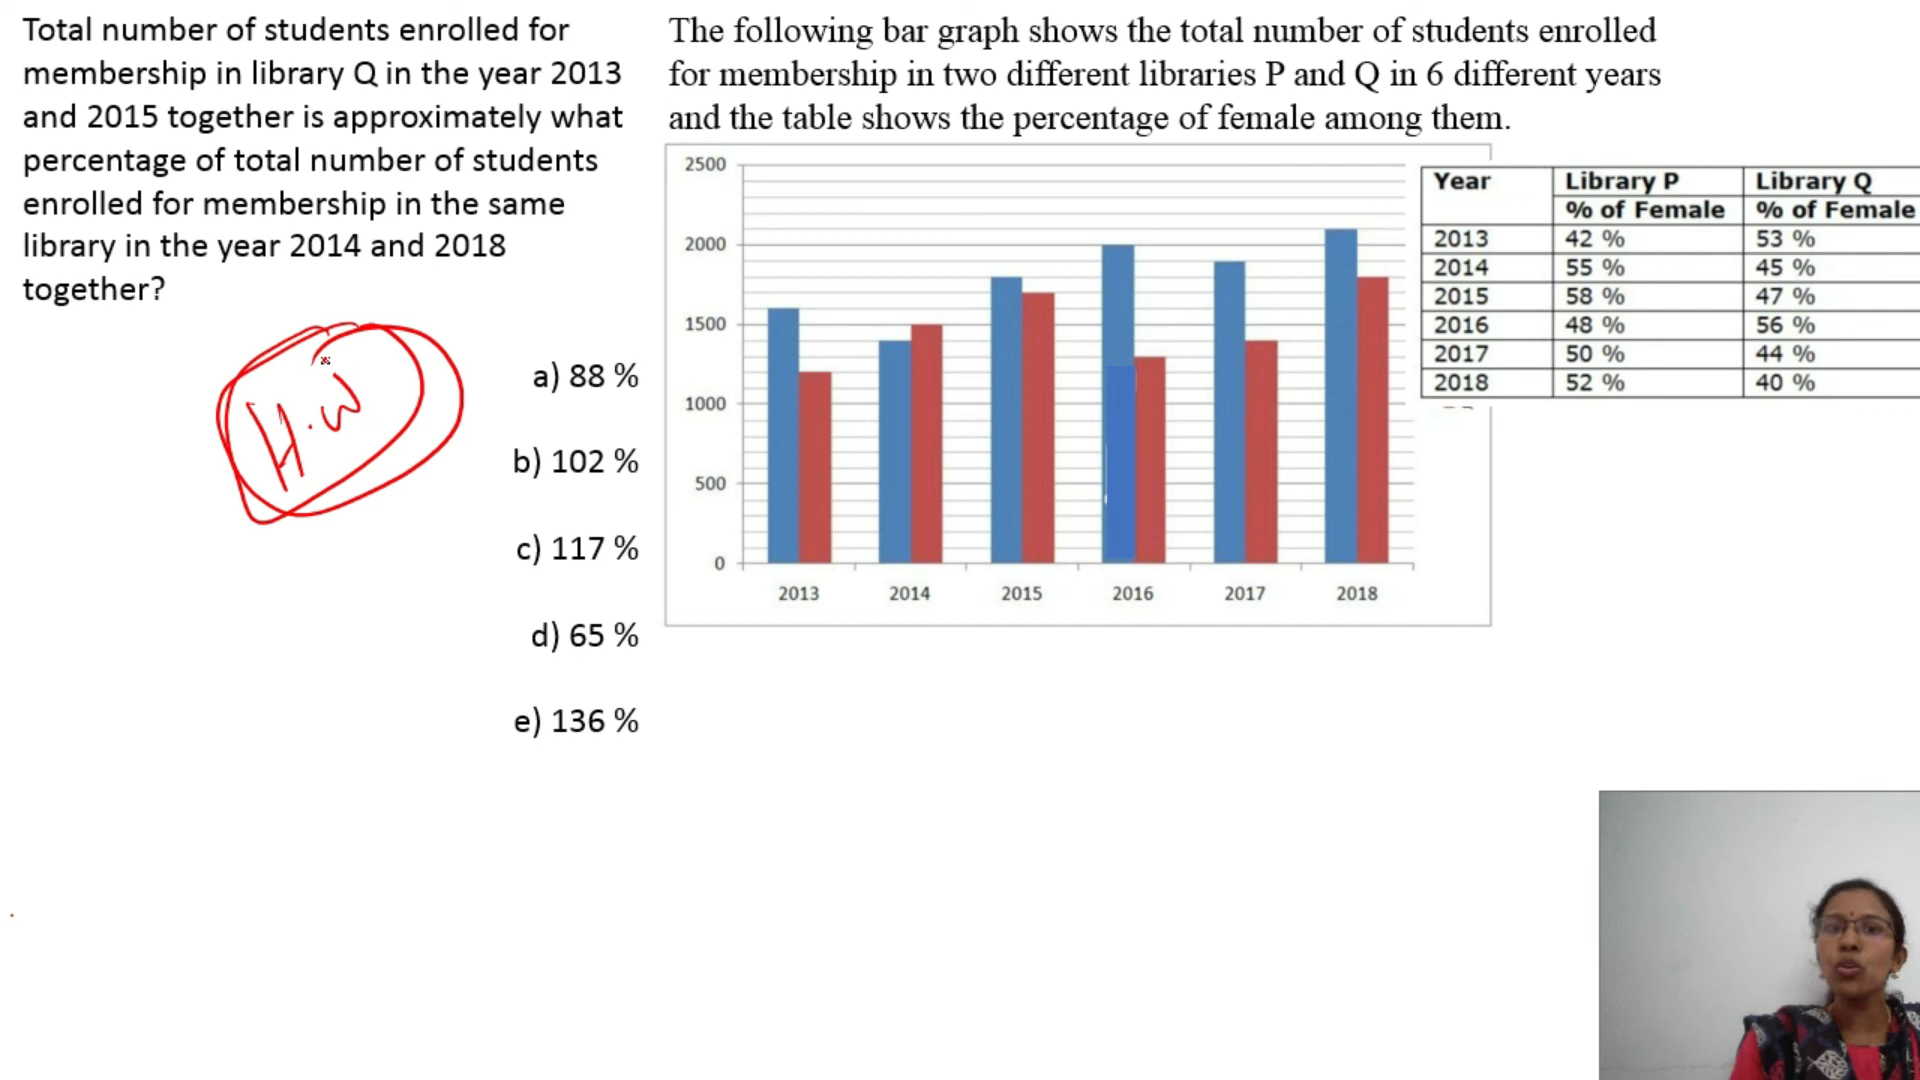 Total number of students enrolled for
membership in library Q in the year 2013
and 2015 together is approximately what
percentage of total number of students
enrolled for membership in the same
library in the year 2014 and 2018
together?
H.W
a) 88 %
b) 102 %
c) 117 %
d) 65 %
e) 136 %
The following bar graph shows the total number of students enrolled
for membership in two different libraries P and Q in 6 different years
and the table shows the percentage of female among them.
2500
2000
1500
1000
500
0
2013 2014 2015 2016 2017 2018
Year Library P Library Q
% of Female % of Female
2013 42 % 53 %
2014 55 % 45 %
2015 58 % 47 %
2016 48 % 56 %
2017 50 % 44 %
2018 52 % 40 %